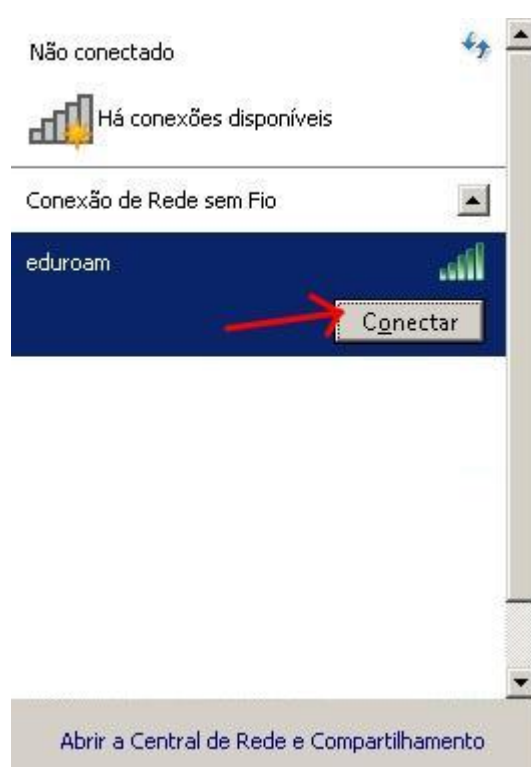 Não conectado
Há conexões disponíveis
Conexão de Rede sem Fio
eduroam
Conectar
Abrir a Central de Rede e Compartilhamento